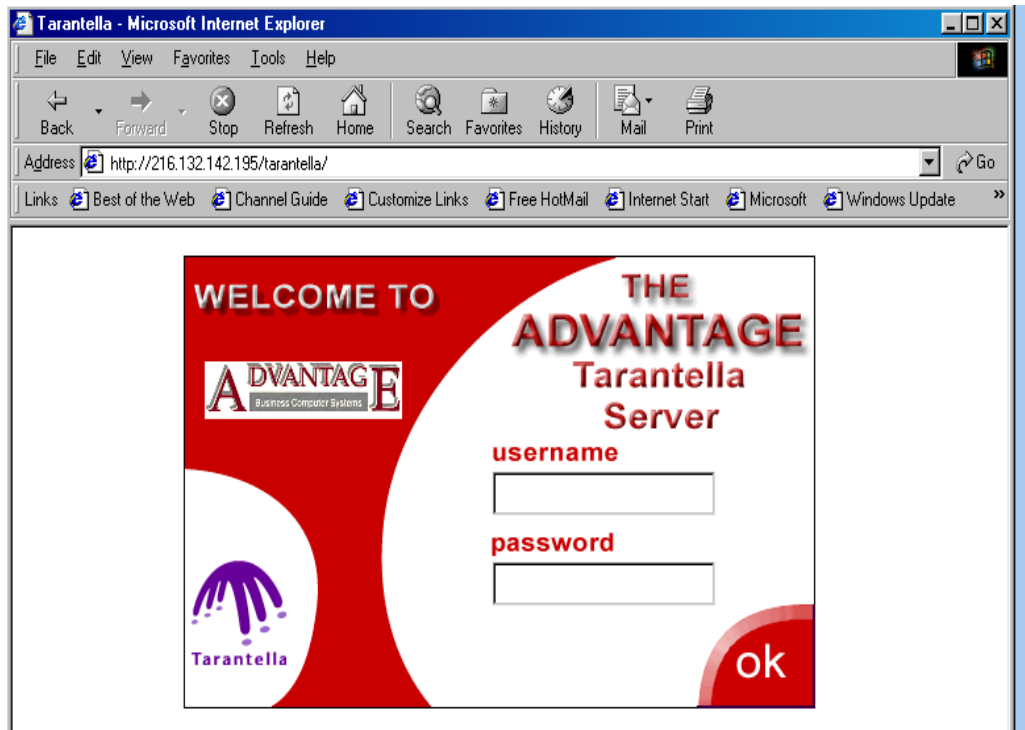 Tarantella - Microsoft Internet Explorer
File Edit View Favorites Tools Help
Back Forward Stop Refresh Home Search Favorites History Mail Print
Address http://216.132.142.195/tarantella/ Go
Links Best of the Web Channel Guide Customize Links Free HotMail Internet Start Microsoft Windows Update »
WELCOME TO
ADVANTAGE
Business Computer Systems
THE
ADVANTAGE
Tarantella
Server
username
password
Tarantella
ok